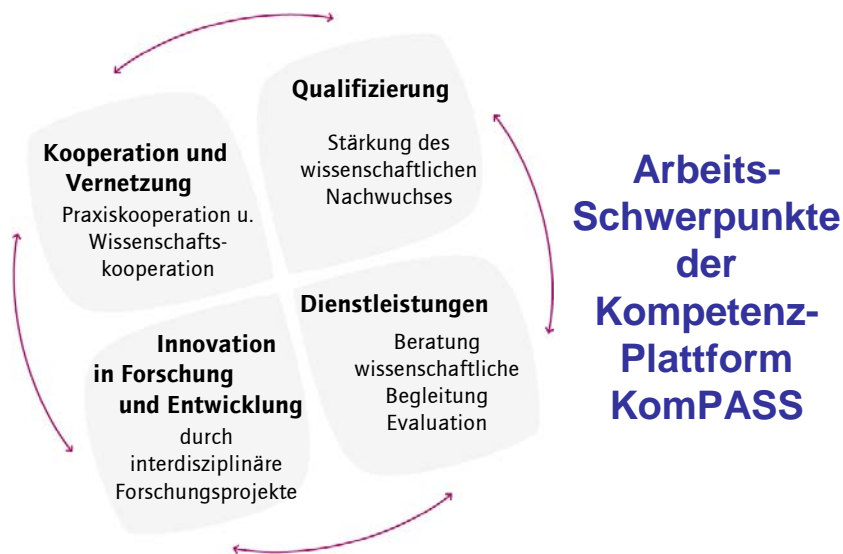 Qualifizierung
Stärkung des
wissenschaftlichen
Nachwuchses
Kooperation und
Vernetzung
Praxiskooperation u.
Wissenschafts-
kooperation
Dienstleistungen
Beratung
wissenschaftliche
Begleitung
Evaluation
Innovation
in Forschung
und Entwicklung
durch
interdisziplinäre
Forschungsprojekte
Arbeits-
Schwerpunkte
der
Kompetenz-
Plattform
KomPASS